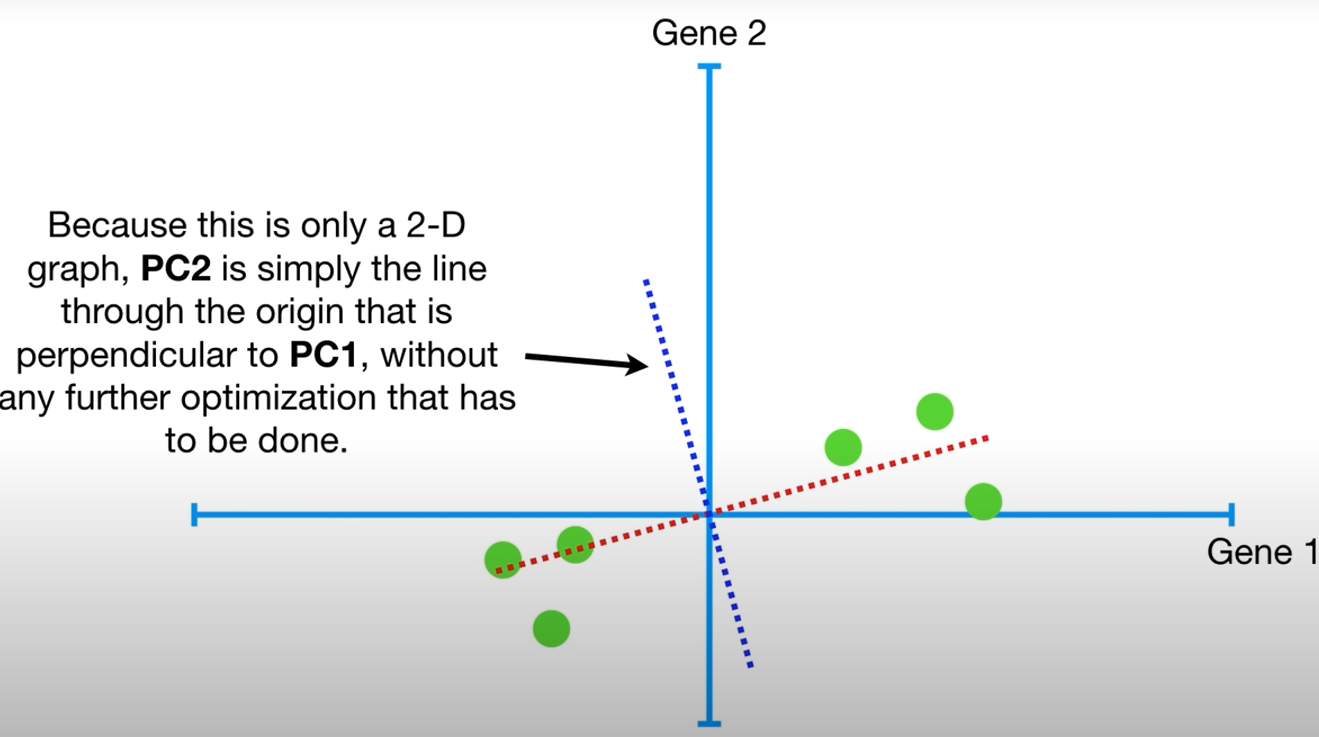 Gene 2
Because this is only a 2-D
graph, PC2 is simply the line
through the origin that is
perpendicular to PC1, without
any further optimization that has
to be done.
Gene 1